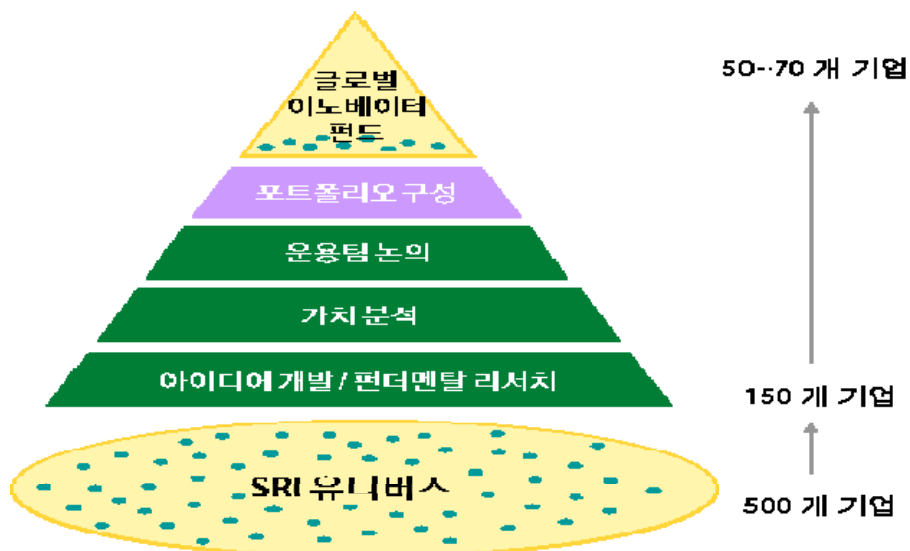 글로벌
이노베이터
펀드
50--70 개 기업
포트폴리오 구성
운용팀 논의
가치 분석
아이디어 개발 / 펀더멘탈 리서치
150 개 기업
SRI 유니버스
500 개 기업